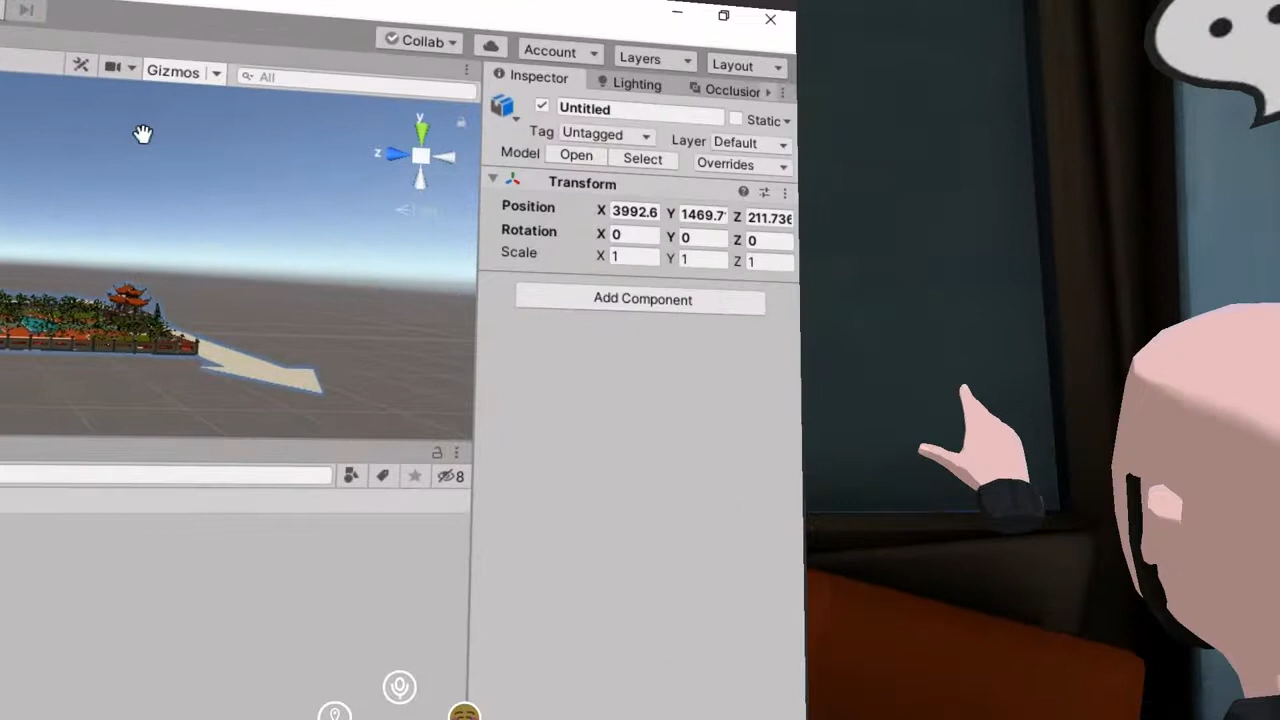 Collab
Account
Layers
Layout
Gizmos
All
Inspector
Lighting
Occlusior
Untitled
Static
Tag Untagged
Layer Default
Model Open Select Overrides
Transform
Position X 3992.6 Y 1469.7 Z 211.736
Rotation X 0 Y 0 Z 0
Scale X 1 Y 1 Z 1
Add Component
y
z
8